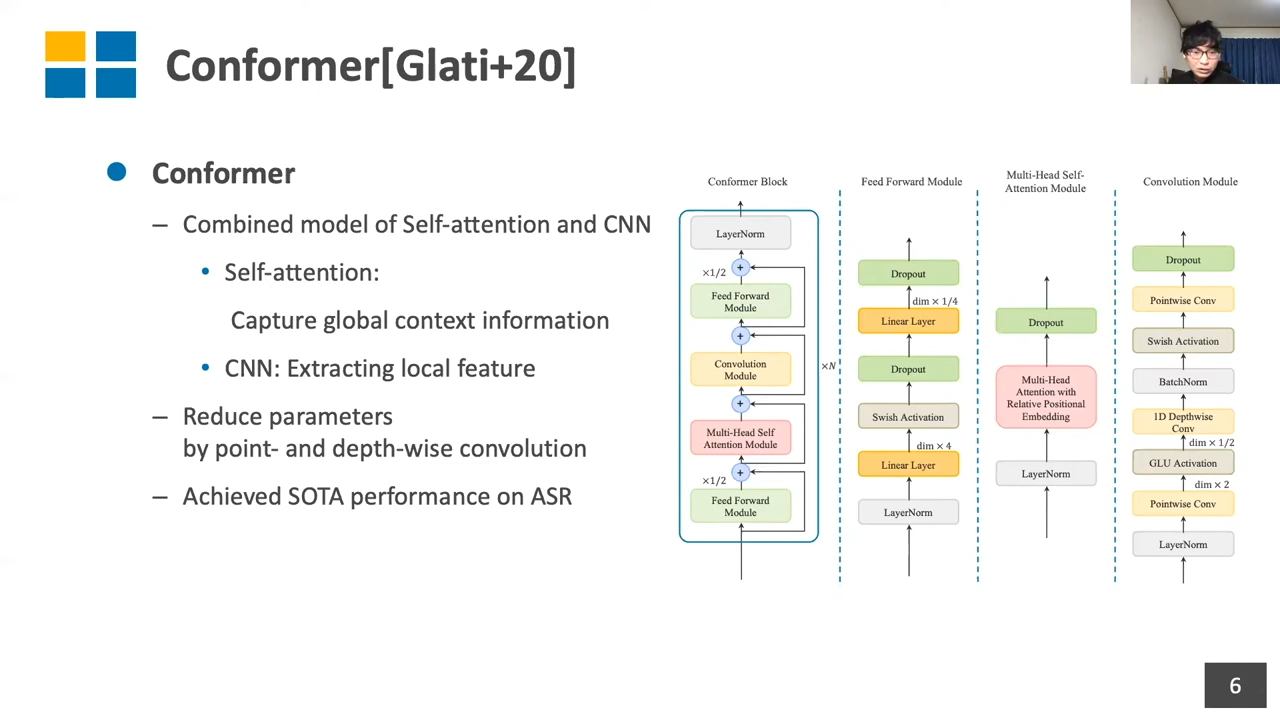 Conformer[Glati+20]
● Conformer
– Combined model of Self-attention and CNN
• Self-attention:
Capture global context information
• CNN: Extracting local feature
– Reduce parameters
by point- and depth-wise convolution
– Achieved SOTA performance on ASR
Conformer Block
LayerNorm
×1/2
+
Feed Forward
Module
+
Convolution
Module
×N
+
Multi-Head Self
Attention Module
×1/2
+
Feed Forward
Module
Feed Forward Module
Dropout
dim × 1/4
Linear Layer
Dropout
Swish Activation
dim × 4
Linear Layer
LayerNorm
Multi-Head Self-
Attention Module
Dropout
Multi-Head
Attention with
Relative Positional
Embedding
LayerNorm
Convolution Module
Dropout
Pointwise Conv
Swish Activation
BatchNorm
1D Depthwise
Conv
dim × 1/2
GLU Activation
dim × 2
Pointwise Conv
LayerNorm
6